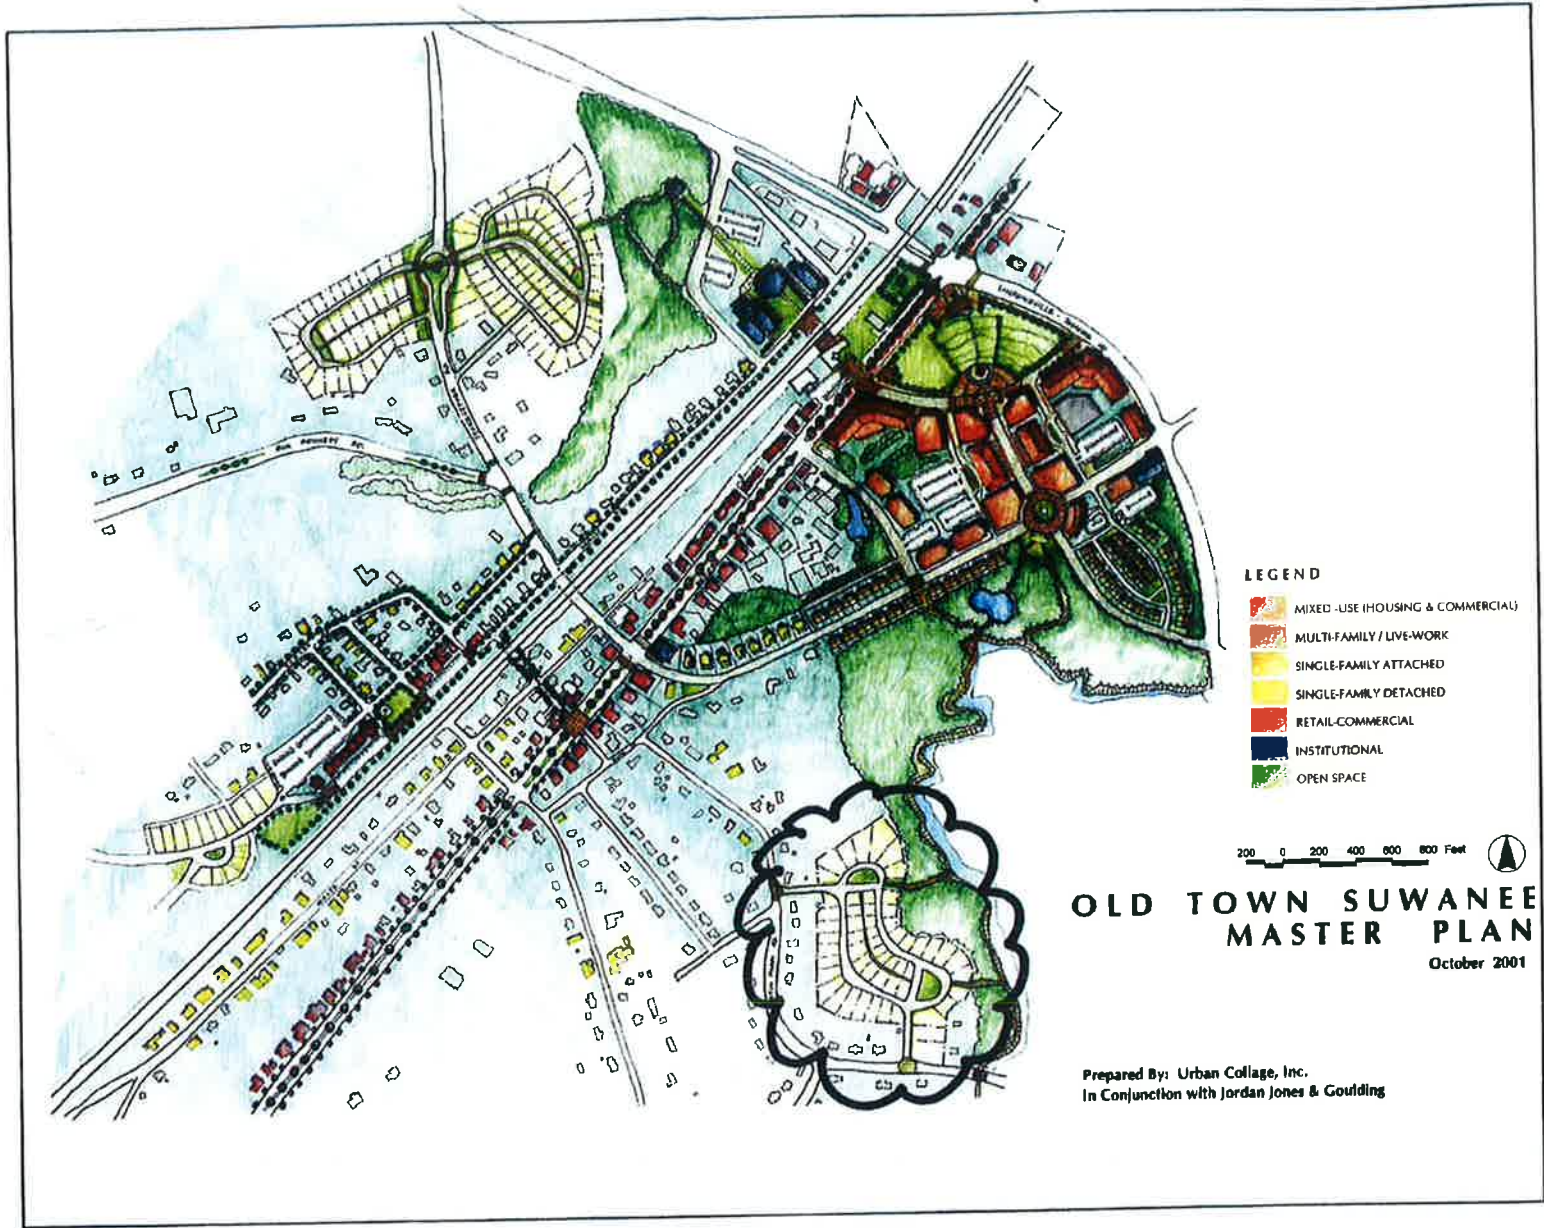 LEGEND
MIXED -USE (HOUSING & COMMERCIAL)
MULTI-FAMILY / LIVE-WORK
SINGLE-FAMILY ATTACHED
SINGLE-FAMILY DETACHED
RETAIL-COMMERCIAL
INSTITUTIONAL
OPEN SPACE
200 0 200 400 600 800 Feet
OLD TOWN SUWANEE
MASTER PLAN
October 2001
Prepared By: Urban Collage, Inc.
In Conjunction with Jordan Jones & Goulding